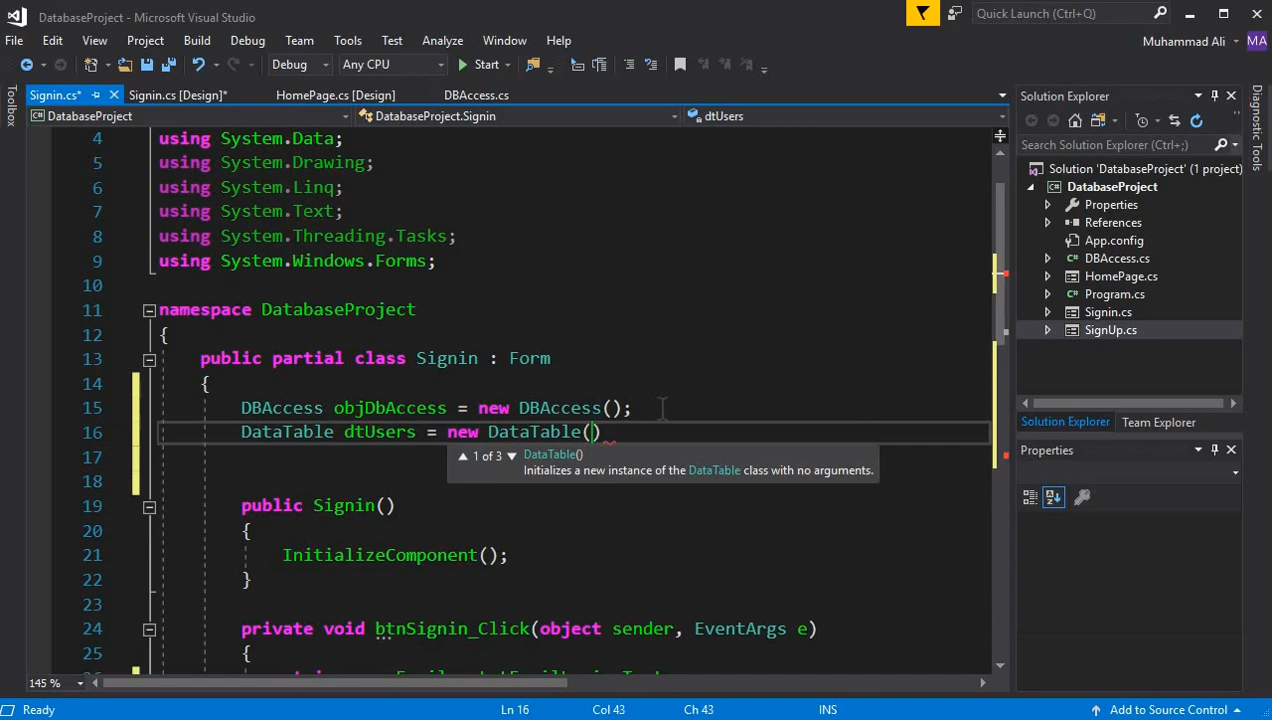 DatabaseProject - Microsoft Visual Studio
Quick Launch (Ctrl+Q)
File Edit View Project Build Debug Team Tools Test Analyze Window Help
Muhammad Ali MA
Debug Any CPU Start
Signin.cs* Signin.cs [Design]* HomePage.cs [Design] DBAccess.cs
DatabaseProject DatabaseProject.Signin dtUsers
Toolbox
4 using System.Data;
5 using System.Drawing;
6 using System.Linq;
7 using System.Text;
8 using System.Threading.Tasks;
9 using System.Windows.Forms;
10
11 namespace DatabaseProject
12 {
13 public partial class Signin : Form
14 {
15 DBAccess objDbAccess = new DBAccess();
16 DataTable dtUsers = new DataTable()
17
1 of 3 DataTable()
Initializes a new instance of the DataTable class with no arguments.
18
19 public Signin()
20 {
21 InitializeComponent();
22 }
23
24 private void btnSignin_Click(object sender, EventArgs e)
25 {
145 %
Solution Explorer
Search Solution Explorer (Ctrl+;)
Solution 'DatabaseProject' (1 project)
DatabaseProject
Properties
References
App.config
DBAccess.cs
HomePage.cs
Program.cs
Signin.cs
SignUp.cs
Solution Explorer Team Explorer
Properties
Diagnostic Tools
Ready Ln 16 Col 43 Ch 43 INS Add to Source Control